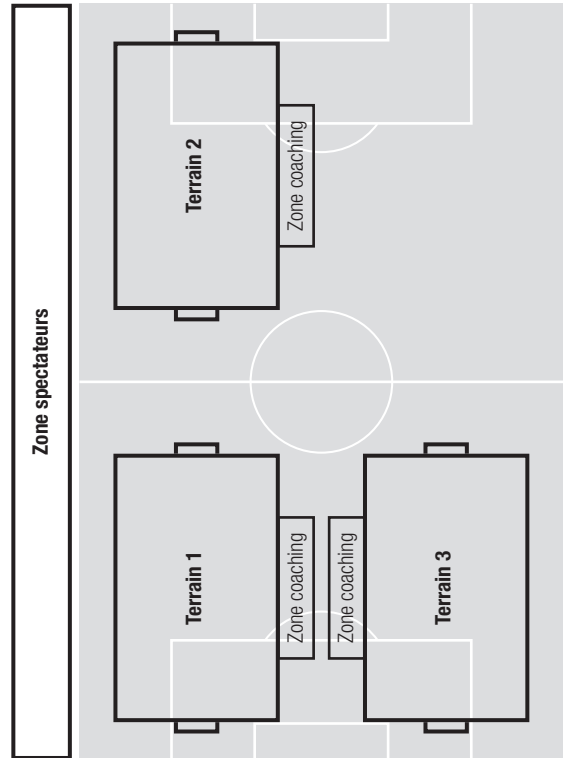 Zone spectateurs
Terrain 1
Terrain 2
Zone coaching
Zone coaching
Zone coaching
Terrain 3